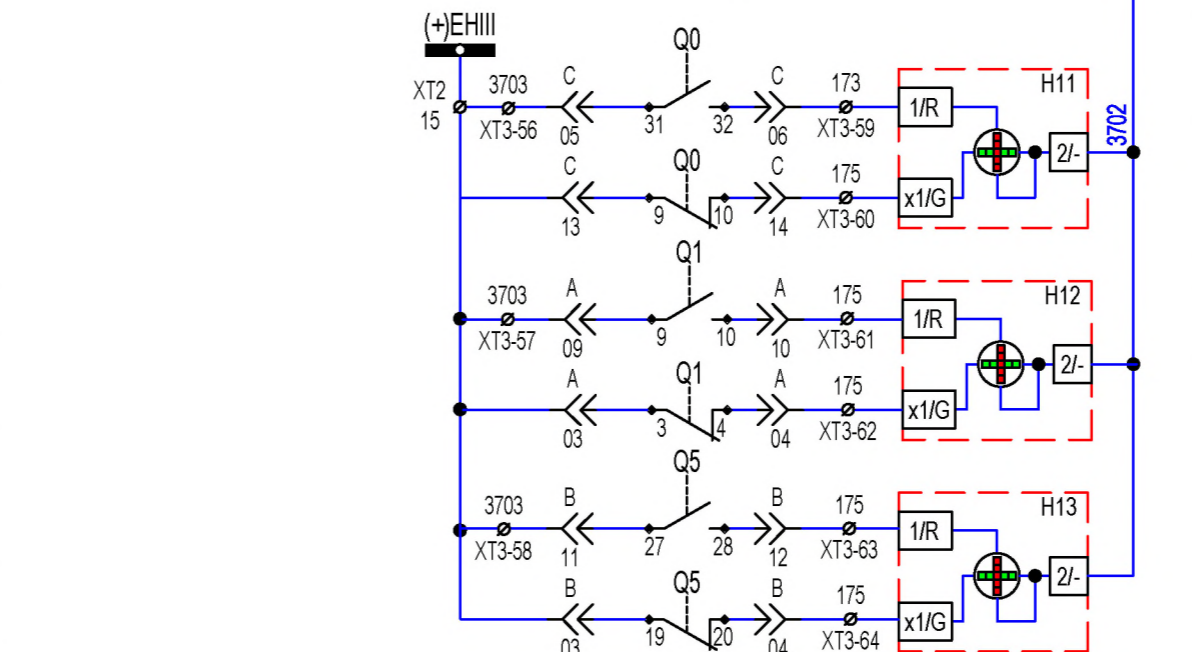 (+)EHIII
XT2
15
3703
XT3-56
C
05
Q0
31
32
C
06
173
XT3-59
1/R
H11
2/-
3702
C
13
Q0
9
10
C
14
175
XT3-60
x1/G
3703
XT3-57
A
09
Q1
9
10
A
10
175
XT3-61
1/R
H12
2/-
A
03
Q1
3
4
A
04
175
XT3-62
x1/G
3703
XT3-58
B
11
Q5
27
28
B
12
175
XT3-63
1/R
H13
2/-
B
03
Q5
19
20
B
04
175
XT3-64
x1/G